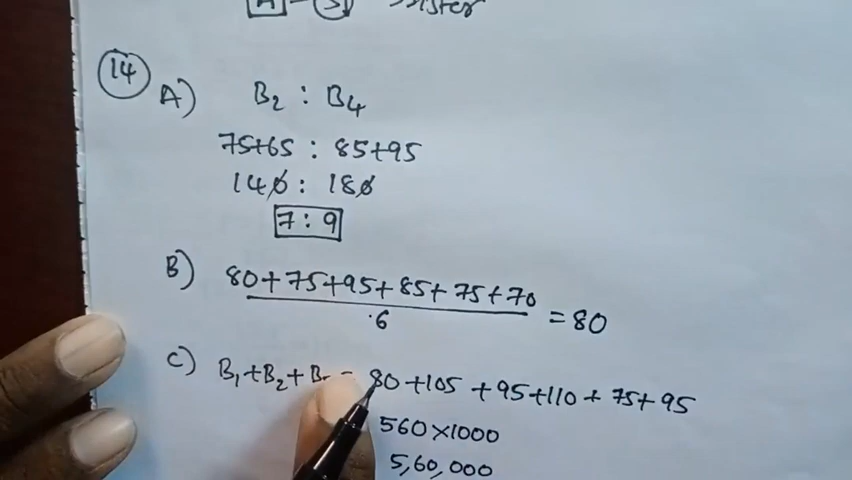 A - S Sister
14
A) B2 : B4
75+65 : 85+95
140 : 180
7 : 9
B) 80+75+95+85+75+70
6
=80
C) B1+B2+B = 80+105 +95+110+75+95
560×1000
5,60,000